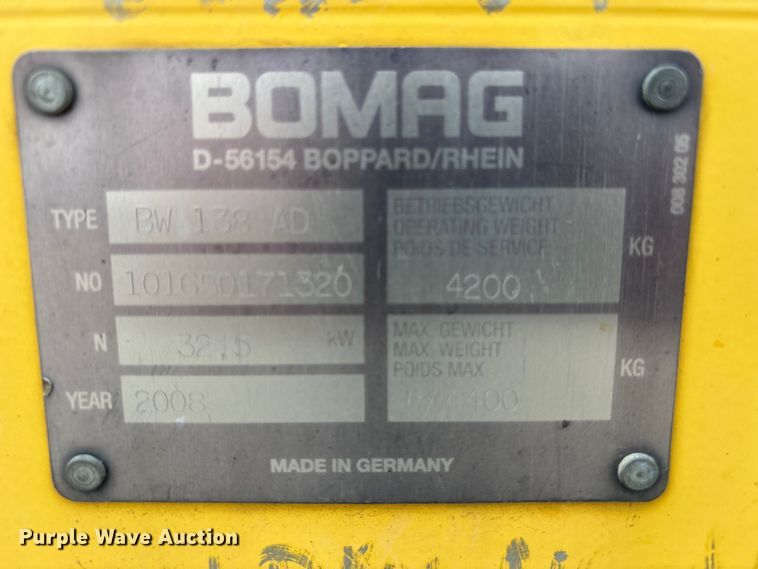 BOMAG
D-56154 BOPPARD/RHEIN
TYPE BW 138 AD
NO 101650171320
N 32.5 kW
YEAR 2008
BETRIEBSGEWICHT
OPERATING WEIGHT
POIDS DE SERVICE
4200 KG
MAX. GEWICHT
MAX. WEIGHT
POIDS MAX
4400 KG
MADE IN GERMANY
008 302 05
Purple Wave Auction